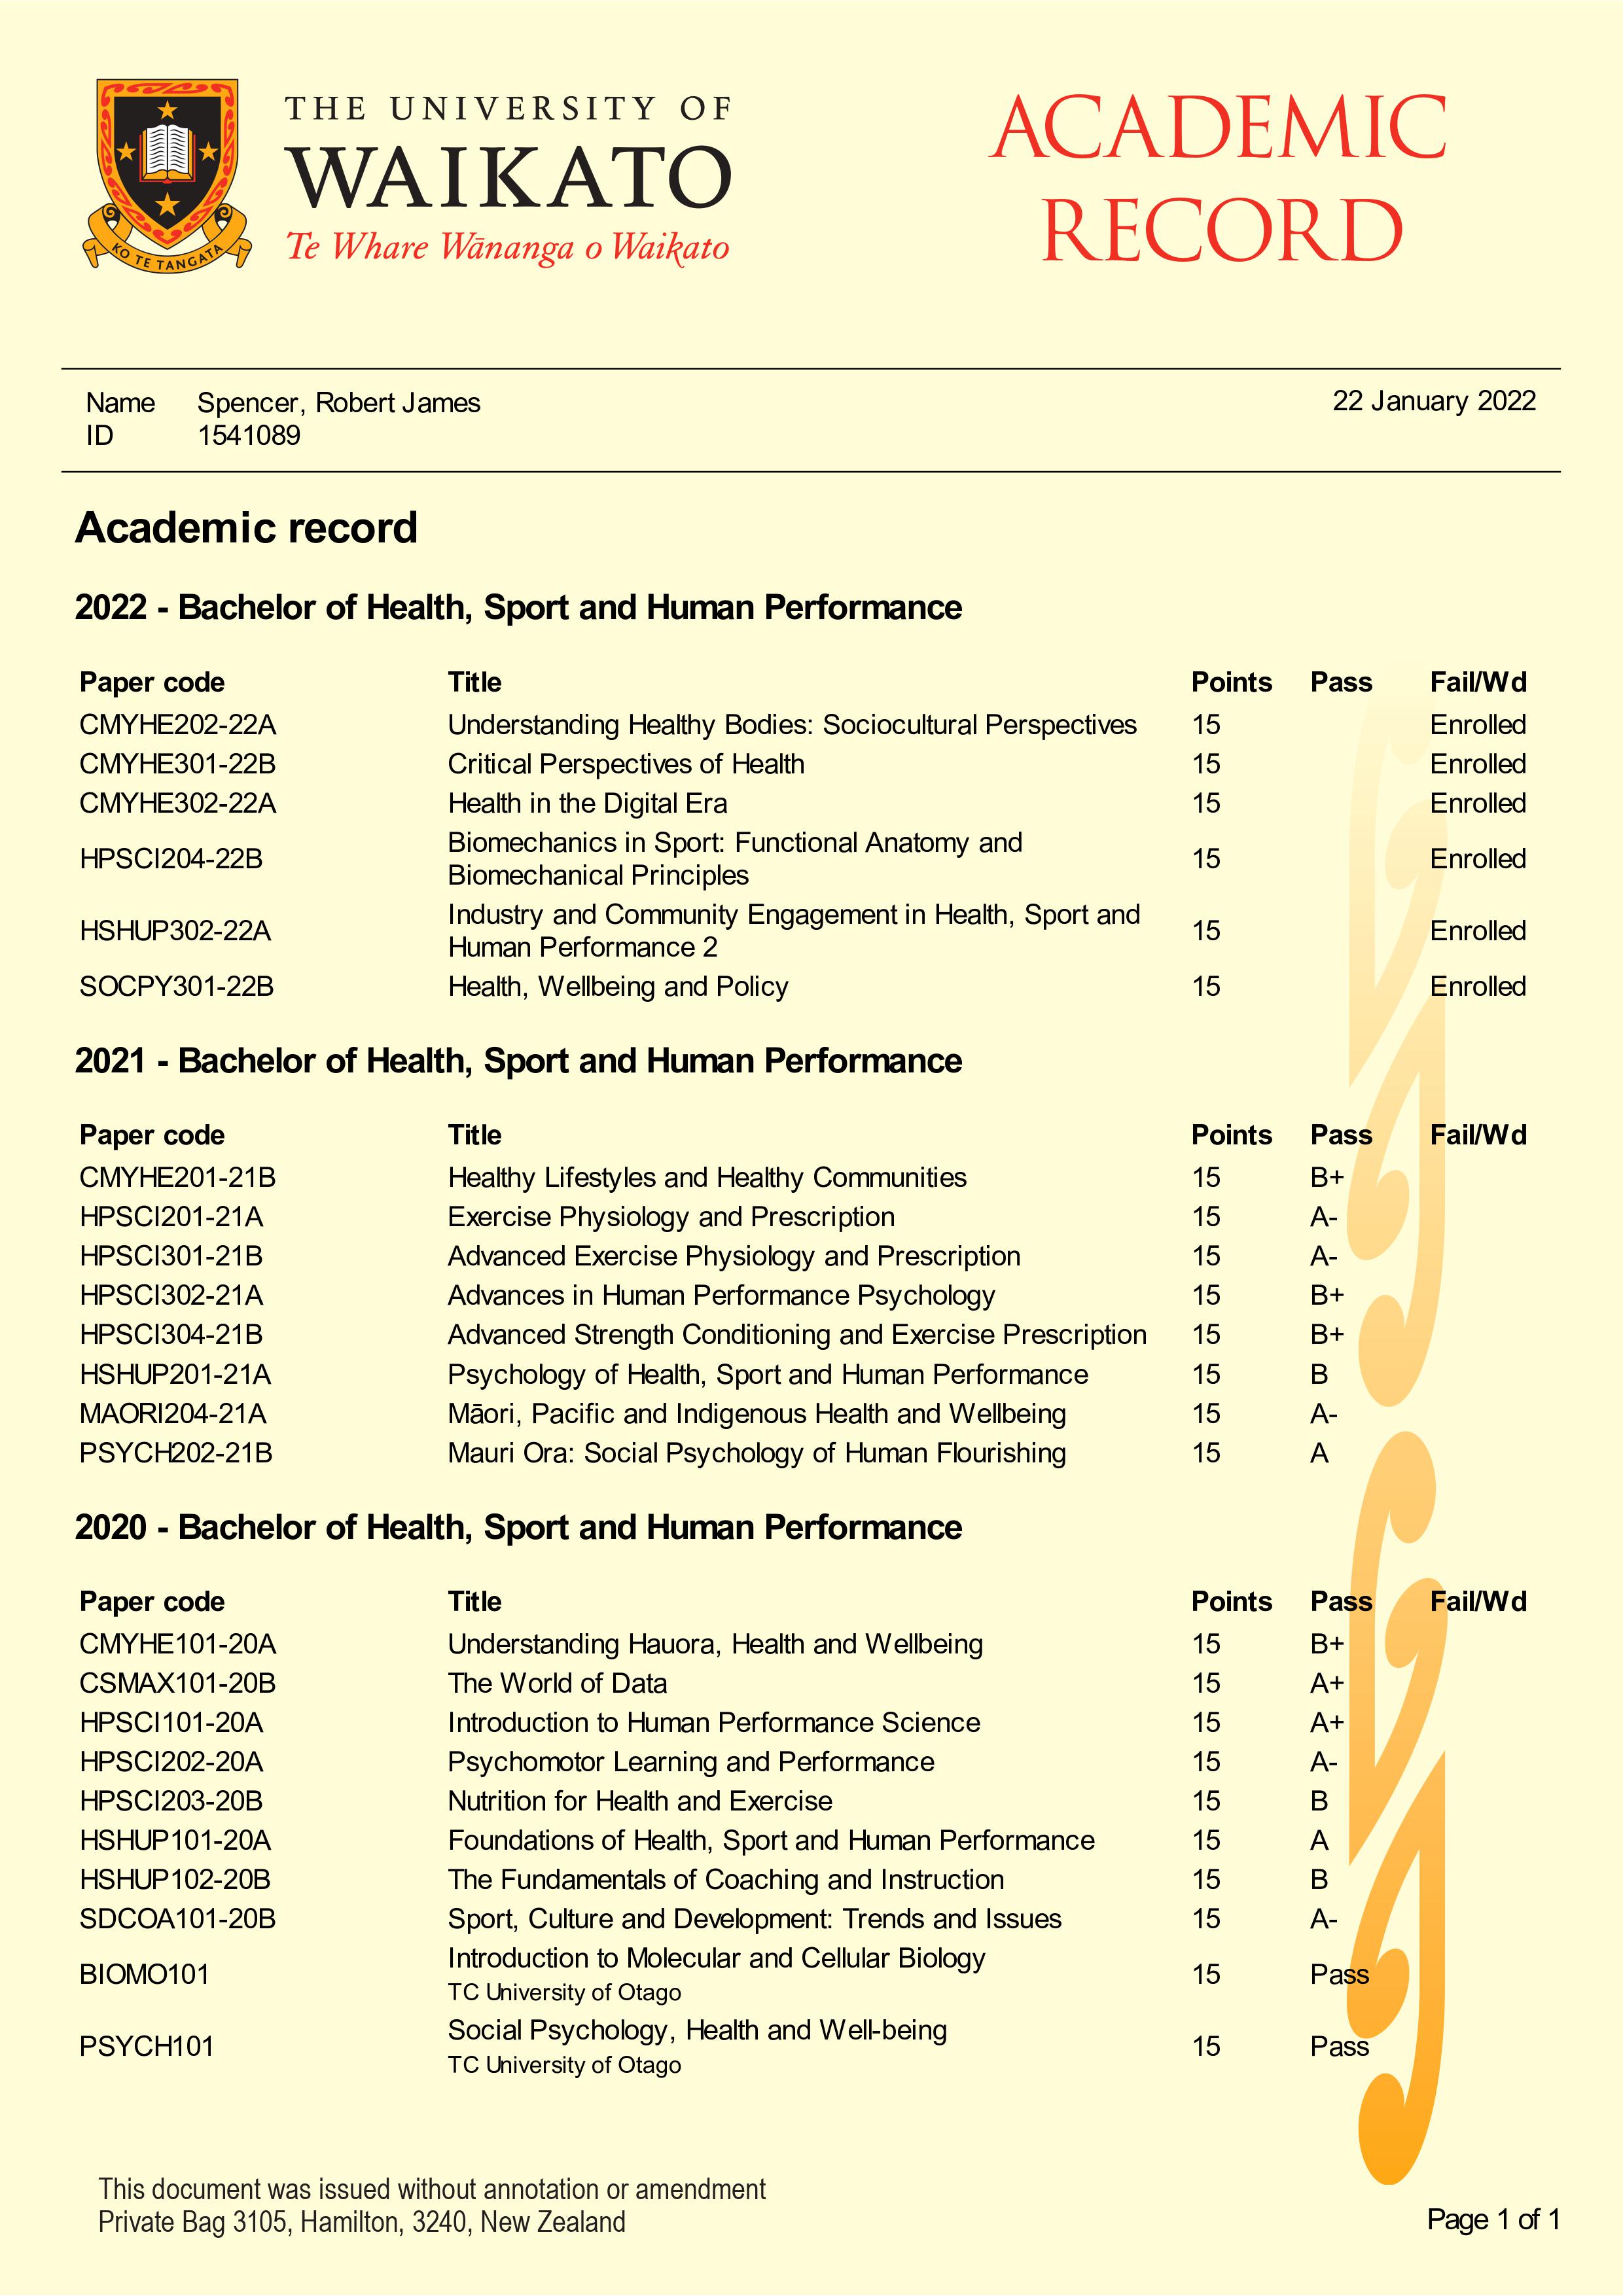 THE UNIVERSITY OF
WAIKATO
Te Whare Wānanga o Waikato
KO TE TANGATA
ACADEMIC
RECORD
Name Spencer, Robert James 22 January 2022
ID 1541089
Academic record
2022 - Bachelor of Health, Sport and Human Performance
Paper code Title Points Pass Fail/Wd
CMYHE202-22A Understanding Healthy Bodies: Sociocultural Perspectives 15 Enrolled
CMYHE301-22B Critical Perspectives of Health 15 Enrolled
CMYHE302-22A Health in the Digital Era 15 Enrolled
HPSCI204-22B Biomechanics in Sport: Functional Anatomy and
Biomechanical Principles 15 Enrolled
HSHUP302-22A Industry and Community Engagement in Health, Sport and
Human Performance 2 15 Enrolled
SOCPY301-22B Health, Wellbeing and Policy 15 Enrolled
2021 - Bachelor of Health, Sport and Human Performance
Paper code Title Points Pass Fail/Wd
CMYHE201-21B Healthy Lifestyles and Healthy Communities 15 B+
HPSCI201-21A Exercise Physiology and Prescription 15 A-
HPSCI301-21B Advanced Exercise Physiology and Prescription 15 A-
HPSCI302-21A Advances in Human Performance Psychology 15 B+
HPSCI304-21B Advanced Strength Conditioning and Exercise Prescription 15 B+
HSHUP201-21A Psychology of Health, Sport and Human Performance 15 B
MAORI204-21A Māori, Pacific and Indigenous Health and Wellbeing 15 A-
PSYCH202-21B Mauri Ora: Social Psychology of Human Flourishing 15 A
2020 - Bachelor of Health, Sport and Human Performance
Paper code Title Points Pass Fail/Wd
CMYHE101-20A Understanding Hauora, Health and Wellbeing 15 B+
CSMAX101-20B The World of Data 15 A+
HPSCI101-20A Introduction to Human Performance Science 15 A+
HPSCI202-20A Psychomotor Learning and Performance 15 A-
HPSCI203-20B Nutrition for Health and Exercise 15 B
HSHUP101-20A Foundations of Health, Sport and Human Performance 15 A
HSHUP102-20B The Fundamentals of Coaching and Instruction 15 B
SDCOA101-20B Sport, Culture and Development: Trends and Issues 15 A-
BIOMO101 Introduction to Molecular and Cellular Biology 15 Pass
TC University of Otago
PSYCH101 Social Psychology, Health and Well-being 15 Pass
TC University of Otago
This document was issued without annotation or amendment
Private Bag 3105, Hamilton, 3240, New Zealand
Page 1 of 1